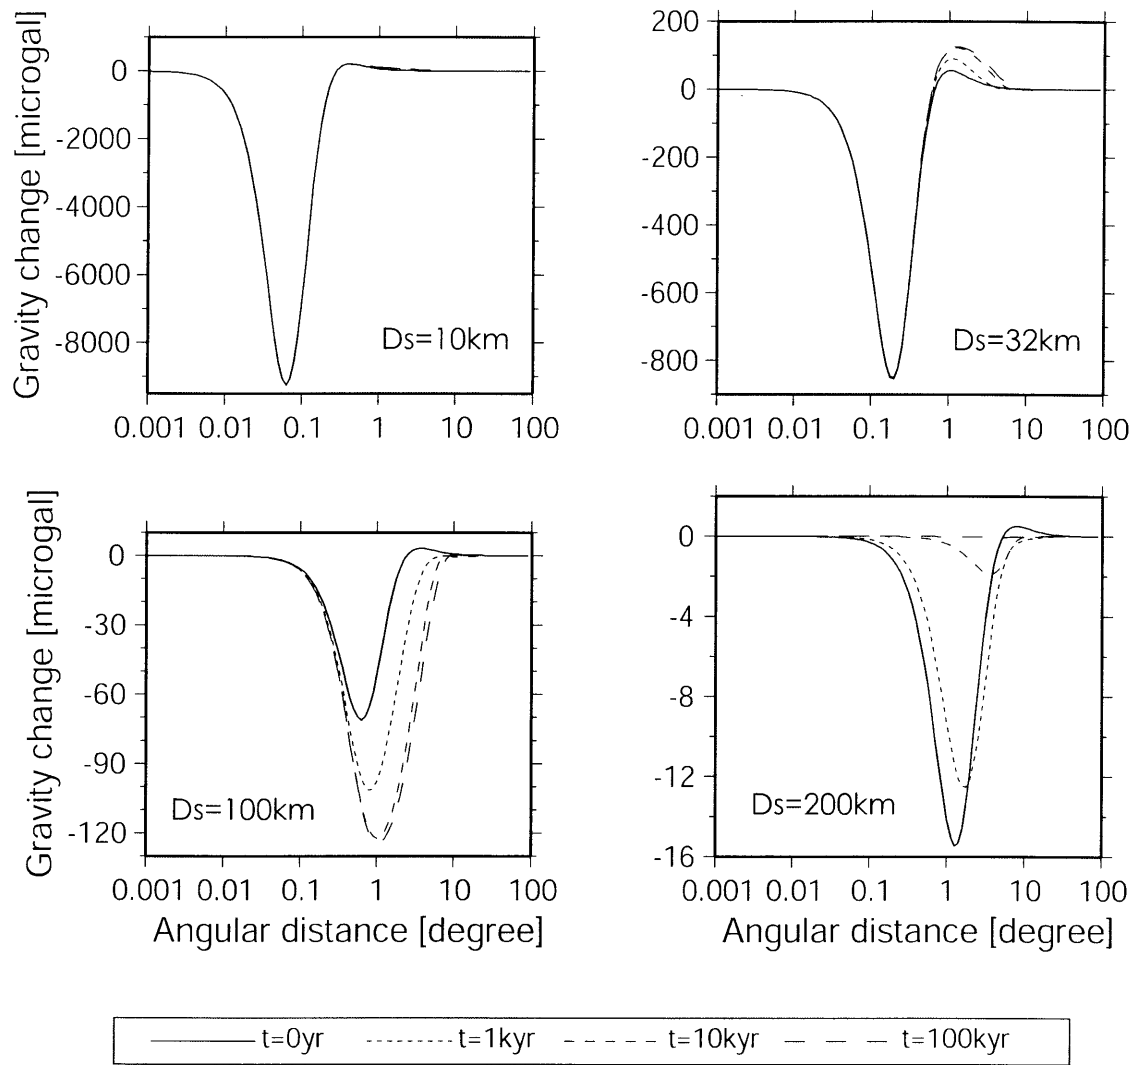 Gravity change [microgal]
0
-2000
-4000
-6000
-8000
Ds=10km
0.001 0.01 0.1 1 10 100
200
0
-200
-400
-600
-800
Ds=32km
0.001 0.01 0.1 1 10 100
Gravity change [microgal]
0
-30
-60
-90
-120
Ds=100km
0.001 0.01 0.1 1 10 100
Angular distance [degree]
0
-4
-8
-12
-16
Ds=200km
0.001 0.01 0.1 1 10 100
Angular distance [degree]
t=0yr t=1kyr t=10kyr t=100kyr